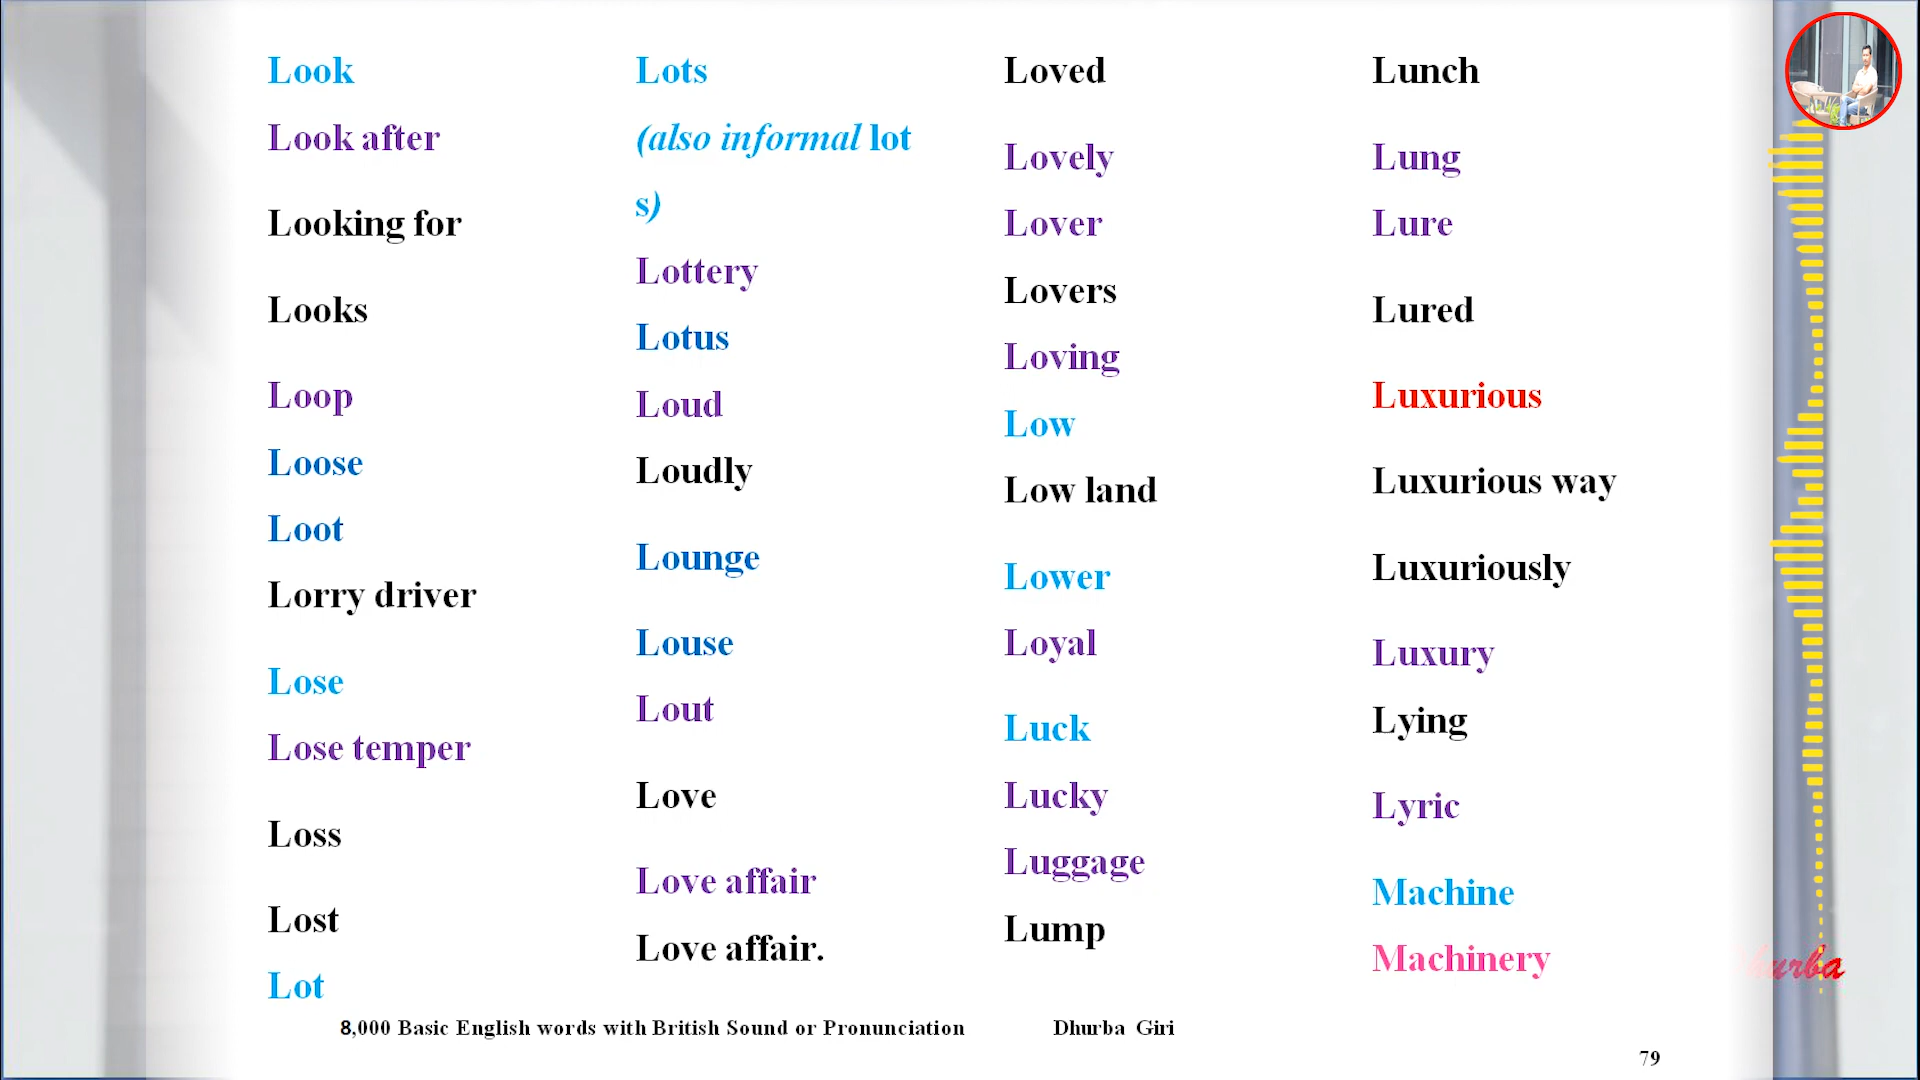 Look
Look after
Looking for
Looks
Loop
Loose
Loot
Lorry driver
Lose
Lose temper
Loss
Lost
Lot
Lots
(also informal lot
s)
Lottery
Lotus
Loud
Loudly
Lounge
Louse
Lout
Love
Love affair
Love affair.
Loved
Lovely
Lover
Lovers
Loving
Low
Low land
Lower
Loyal
Luck
Lucky
Luggage
Lump
Lunch
Lung
Lure
Lured
Luxurious
Luxurious way
Luxuriously
Luxury
Lying
Lyric
Machine
Machinery
8,000 Basic English words with British Sound or Pronunciation Dhurba Giri
79